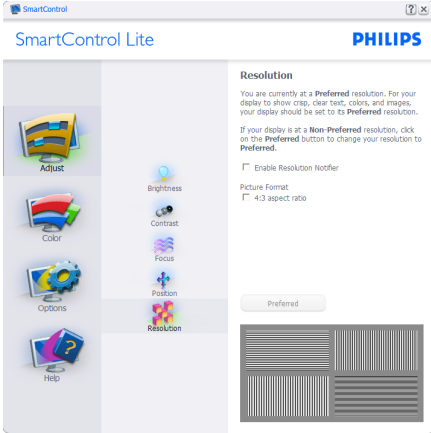 SmartControl
SmartControl Lite
PHILIPS
Adjust
Color
Options
Help
Brightness
Contrast
Focus
Position
Resolution
Resolution
You are currently at a Preferred resolution. For your
display to show crisp, clear text, colors, and images,
your display should be set to its Preferred resolution.
If your display is at a Non-Preferred resolution, click
on the Preferred button to change your resolution to
Preferred.
Enable Resolution Notifier
Picture Format
4:3 aspect ratio
Preferred